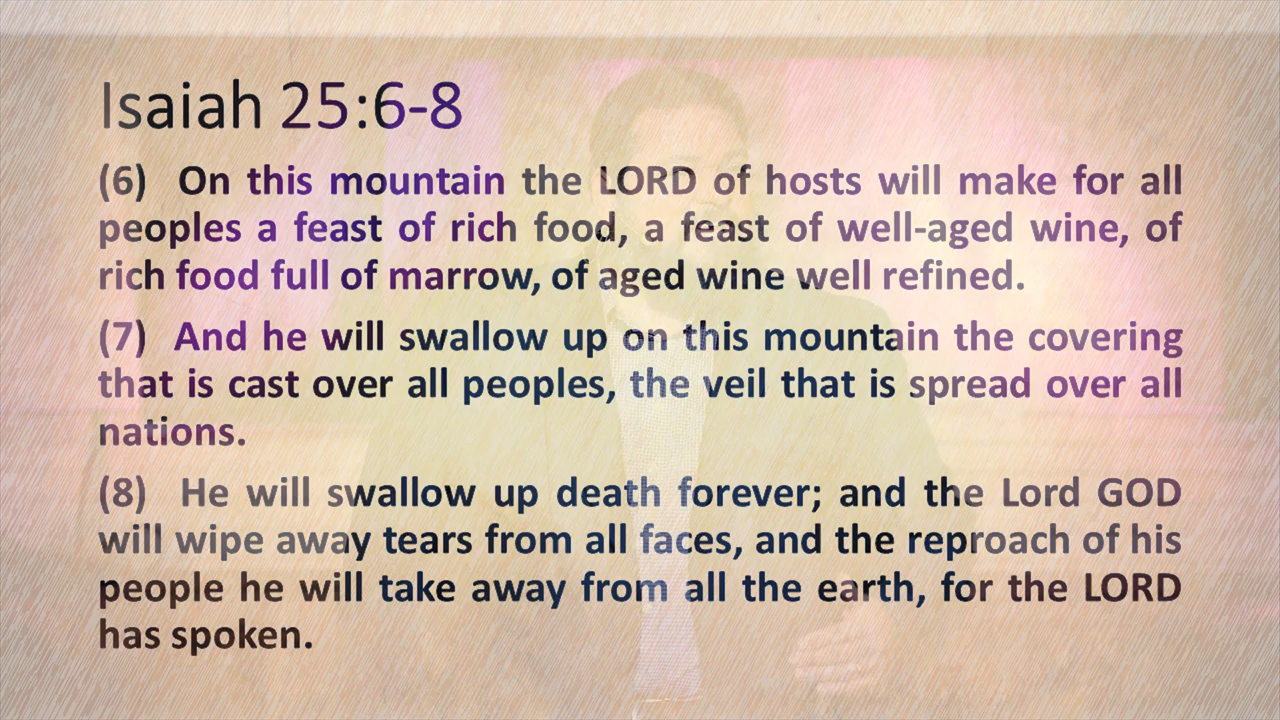 Isaiah 25:6-8
(6) On this mountain the LORD of hosts will make for all
peoples a feast of rich food, a feast of well-aged wine, of
rich food full of marrow, of aged wine well refined.
(7) And he will swallow up on this mountain the covering
that is cast over all peoples, the veil that is spread over all
nations.
(8) He will swallow up death forever; and the Lord GOD
will wipe away tears from all faces, and the reproach of his
people he will take away from all the earth, for the LORD
has spoken.